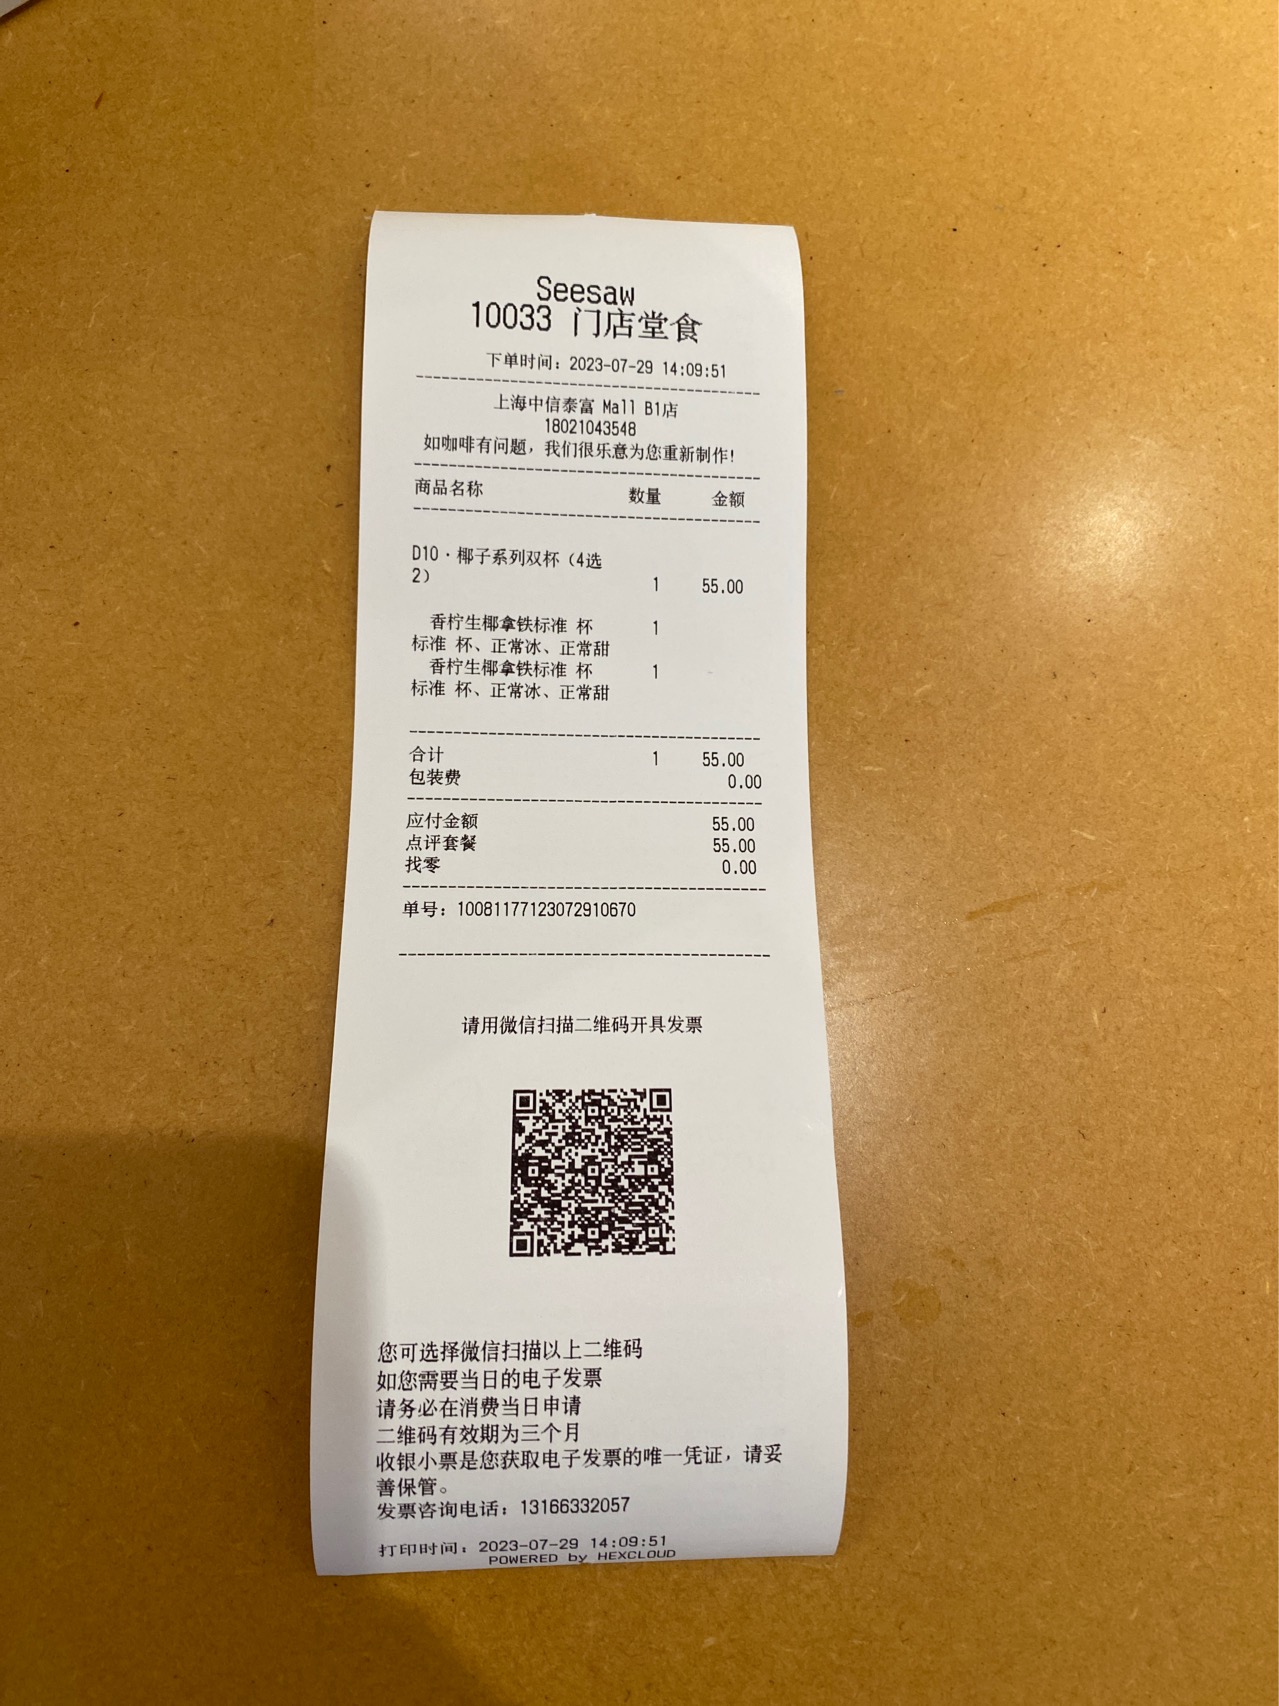 Seesaw
10033 门店堂食
下单时间：2023-07-29 14:09:51
上海中信泰富 Mall B1店
18021043548
如咖啡有问题，我们很乐意为您重新制作！
商品名称 数量 金额
D10·椰子系列双杯（4选
2） 1 55.00
香柠生椰拿铁标准 杯 1
标准 杯、正常冰、正常甜
香柠生椰拿铁标准 杯 1
标准 杯、正常冰、正常甜
合计 1 55.00
包装费 0.00
应付金额 55.00
点评套餐 55.00
找零 0.00
单号：10081177123072910670
请用微信扫描二维码开具发票
您可选择微信扫描以上二维码
如您需要当日的电子发票
请务必在消费当日申请
二维码有效期为三个月
收银小票是您获取电子发票的唯一凭证，请妥
善保管。
发票咨询电话：13166332057
打印时间：2023-07-29 14:09:51
POWERED by HEXCLOUD